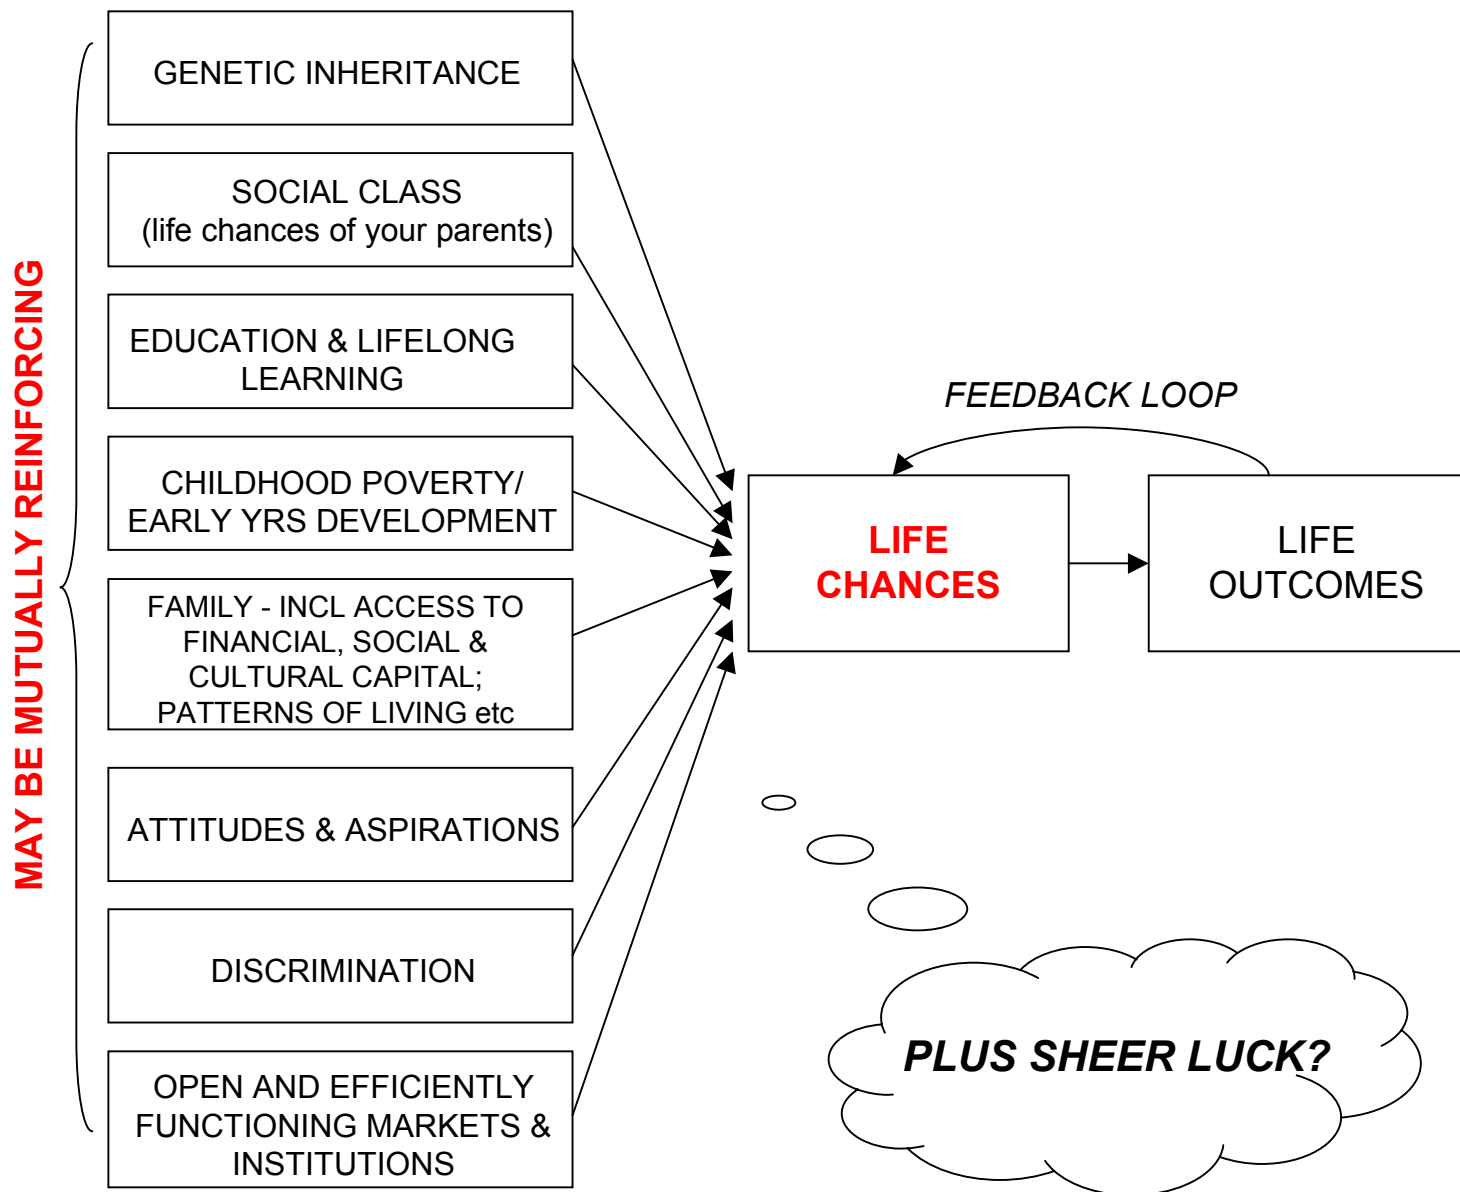 MAY BE MUTUALLY REINFORCING
GENETIC INHERITANCE
SOCIAL CLASS
(life chances of your parents)
EDUCATION & LIFELONG
LEARNING
CHILDHOOD POVERTY/
EARLY YRS DEVELOPMENT
FAMILY - INCL ACCESS TO
FINANCIAL, SOCIAL &
CULTURAL CAPITAL;
PATTERNS OF LIVING etc
ATTITUDES & ASPIRATIONS
DISCRIMINATION
OPEN AND EFFICIENTLY
FUNCTIONING MARKETS &
INSTITUTIONS
FEEDBACK LOOP
LIFE
CHANCES
LIFE
OUTCOMES
PLUS SHEER LUCK?